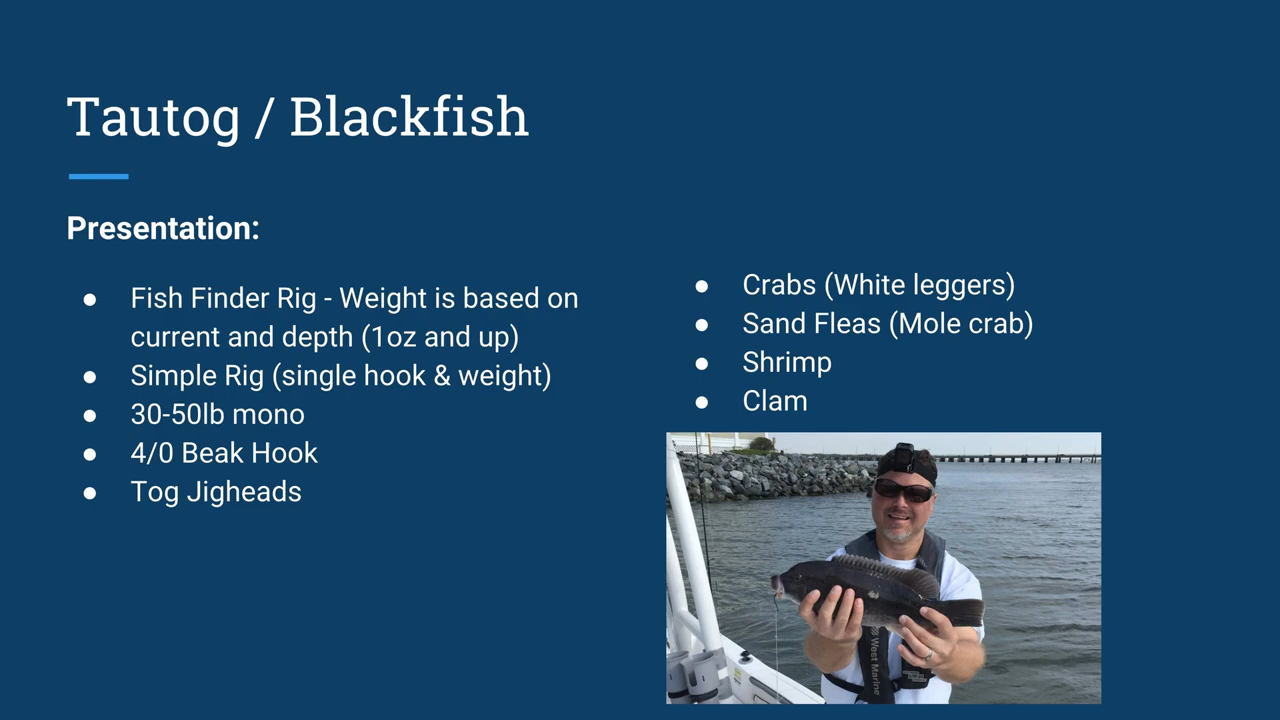 Tautog / Blackfish
Presentation:
● Fish Finder Rig - Weight is based on
current and depth (1oz and up)
● Simple Rig (single hook & weight)
● 30-50lb mono
● 4/0 Beak Hook
● Tog Jigheads
● Crabs (White leggers)
● Sand Fleas (Mole crab)
● Shrimp
● Clam
West Marine